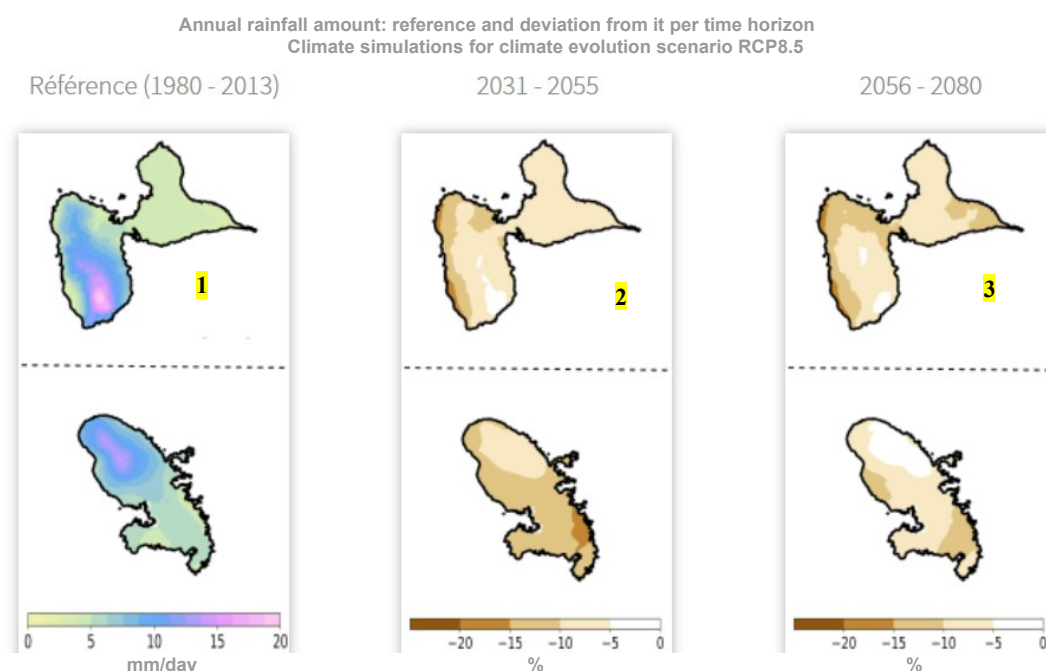 Annual rainfall amount: reference and deviation from it per time horizon
Climate simulations for climate evolution scenario RCP8.5
Référence (1980 - 2013)
2031 - 2055
2056 - 2080
1
2
3
0 5 10 15 20
mm/day
−20 −15 −10 −5 0
%
−20 −15 −10 −5 0
%